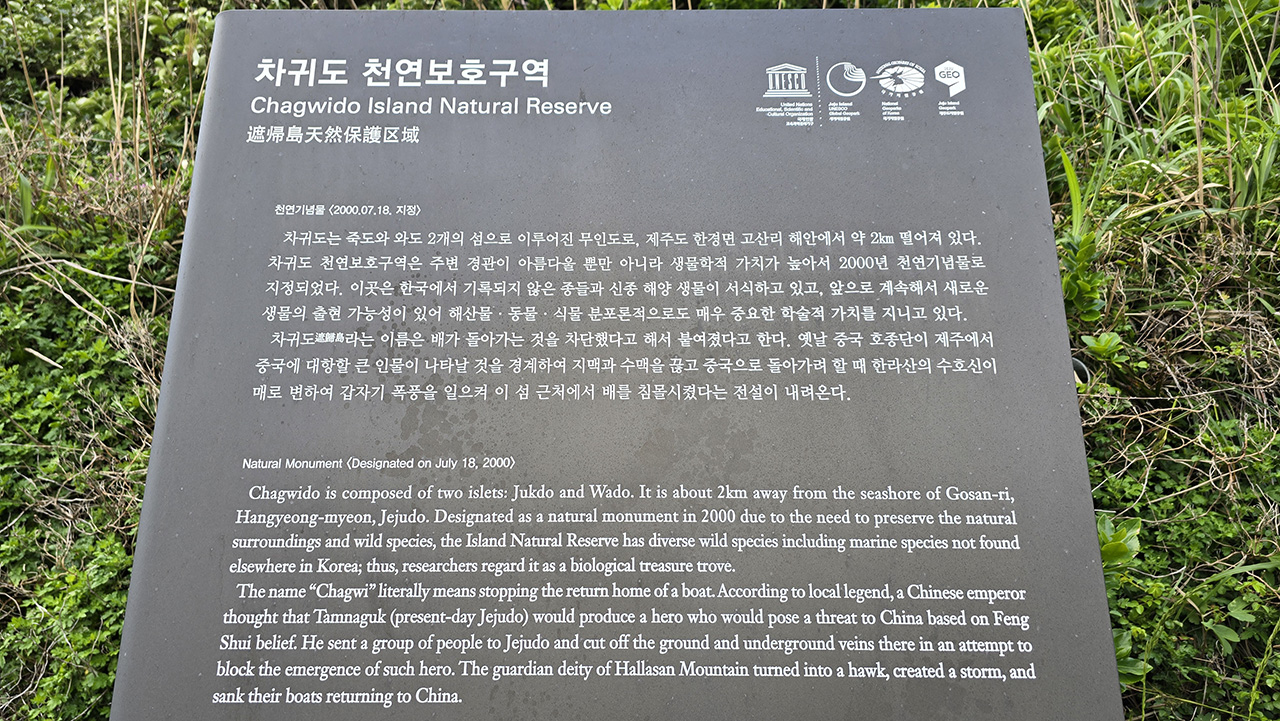 차귀도 천연보호구역
Chagwido Island Natural Reserve
遮帰島天然保護区域
UNESCO
United Nations
Educational, Scientific and
Cultural Organization
Jeju Island
UNESCO
Global Geopark
National
Geoparks
of Korea
GEO
Jeju Island
Geopark
천연기념물 〈2000.07.18. 지정〉
차귀도는 죽도와 와도 2개의 섬으로 이루어진 무인도로, 제주도 한경면 고산리 해안에서 약 2㎞ 떨어져 있다.
차귀도 천연보호구역은 주변 경관이 아름다울 뿐만 아니라 생물학적 가치가 높아서 2000년 천연기념물로
지정되었다. 이곳은 한국에서 기록되지 않은 종들과 신종 해양 생물이 서식하고 있고, 앞으로 계속해서 새로운
생물의 출현 가능성이 있어 해산물 · 동물 · 식물 분포론적으로도 매우 중요한 학술적 가치를 지니고 있다.
차귀도遮歸島라는 이름은 배가 돌아가는 것을 차단했다고 해서 붙여졌다고 한다. 옛날 중국 호종단이 제주에서
중국에 대항할 큰 인물이 나타날 것을 경계하여 지맥과 수맥을 끊고 중국으로 돌아가려 할 때 한라산의 수호신이
매로 변하여 갑자기 폭풍을 일으켜 이 섬 근처에서 배를 침몰시켰다는 전설이 내려온다.
Natural Monument 〈Designated on July 18, 2000〉
Chagwido is composed of two islets: Jukdo and Wado. It is about 2km away from the seashore of Gosan-ri,
Hangyeong-myeon, Jejudo. Designated as a natural monument in 2000 due to the need to preserve the natural
surroundings and wild species, the Island Natural Reserve has diverse wild species including marine species not found
elsewhere in Korea; thus, researchers regard it as a biological treasure trove.
The name “Chagwi” literally means stopping the return home of a boat. According to local legend, a Chinese emperor
thought that Tamnaguk (present-day Jejudo) would produce a hero who would pose a threat to China based on Feng
Shui belief. He sent a group of people to Jejudo and cut off the ground and underground veins there in an attempt to
block the emergence of such hero. The guardian deity of Hallasan Mountain turned into a hawk, created a storm, and
sank their boats returning to China.